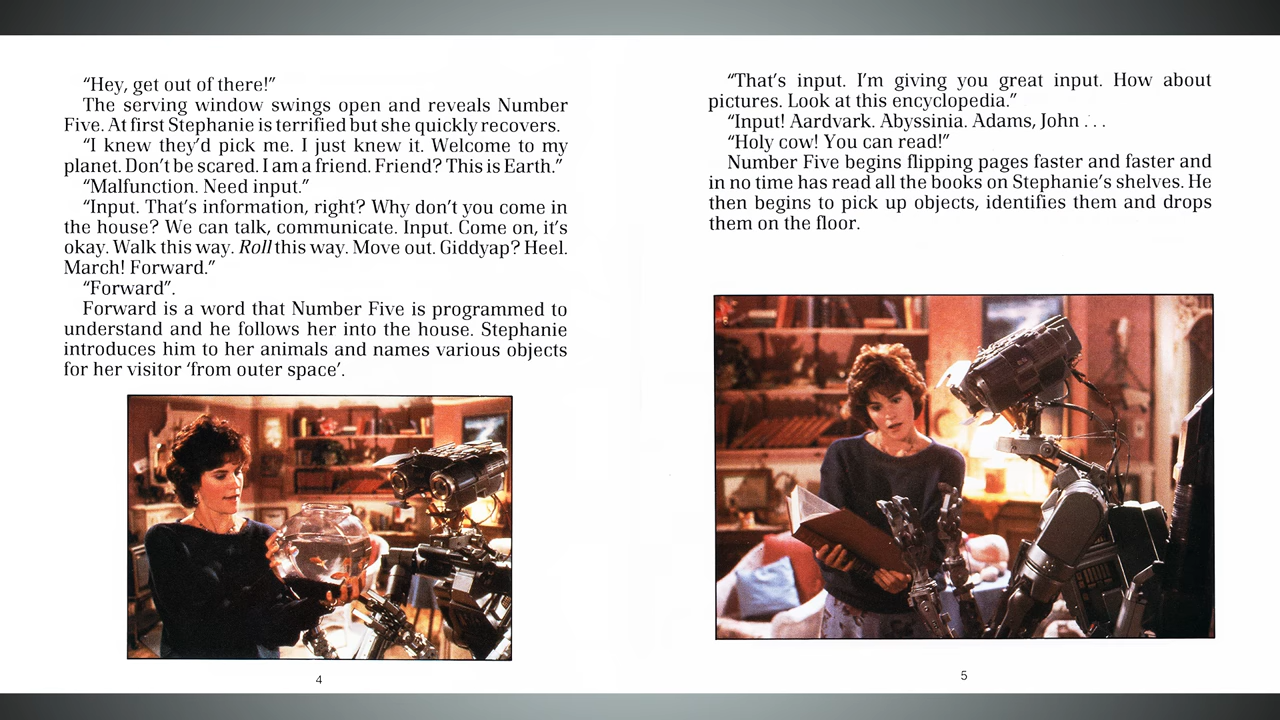 “Hey, get out of there!”
The serving window swings open and reveals Number
Five. At first Stephanie is terrified but she quickly recovers.
“I knew they’d pick me. I just knew it. Welcome to my
planet. Don’t be scared. I am a friend. Friend? This is Earth.”
“Malfunction. Need input.”
“Input. That’s information, right? Why don’t you come in
the house? We can talk, communicate. Input. Come on, it’s
okay. Walk this way. Roll this way. Move out. Giddyap? Heel.
March! Forward.”
“Forward”.
Forward is a word that Number Five is programmed to
understand and he follows her into the house. Stephanie
introduces him to her animals and names various objects
for her visitor ‘from outer space’.
4
“That’s input. I’m giving you great input. How about
pictures. Look at this encyclopedia.”
“Input! Aardvark. Abyssinia. Adams, John . . .
“Holy cow! You can read!”
Number Five begins flipping pages faster and faster and
in no time has read all the books on Stephanie’s shelves. He
then begins to pick up objects, identifies them and drops
them on the floor.
5